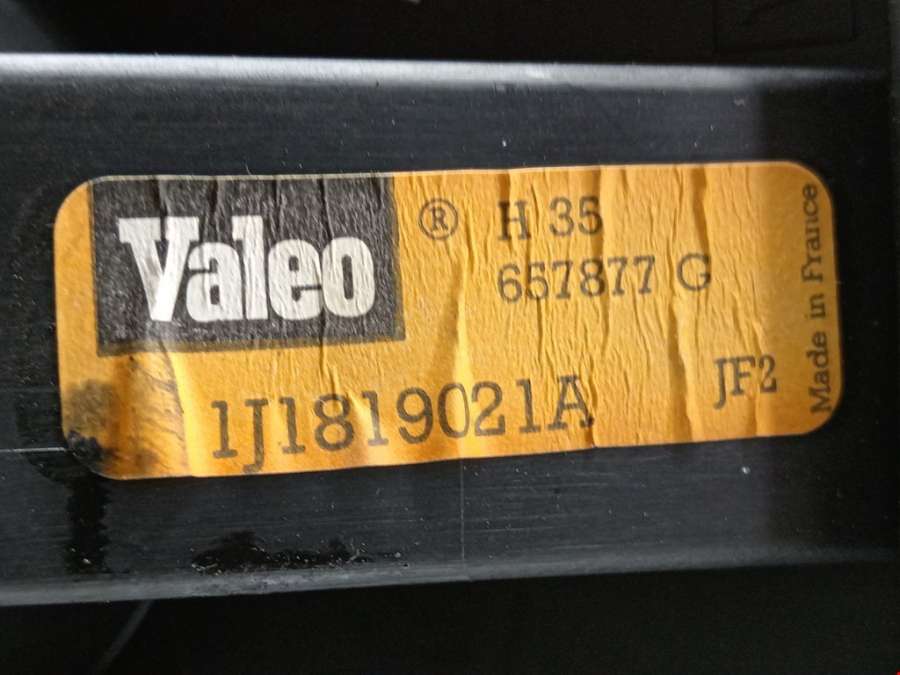 Valeo ® H 35
657877 G
1J1819021A JF2
Made in France